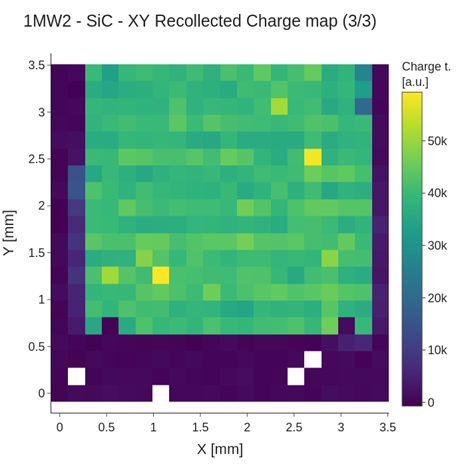 1MW2 - SiC - XY Recollected Charge map (3/3)
Charge t.
[a.u.]
3.5
3
2.5
2
1.5
1
0.5
0
Y [mm]
50k
40k
30k
20k
10k
0
0
0.5
1
1.5
2
2.5
3
3.5
X [mm]